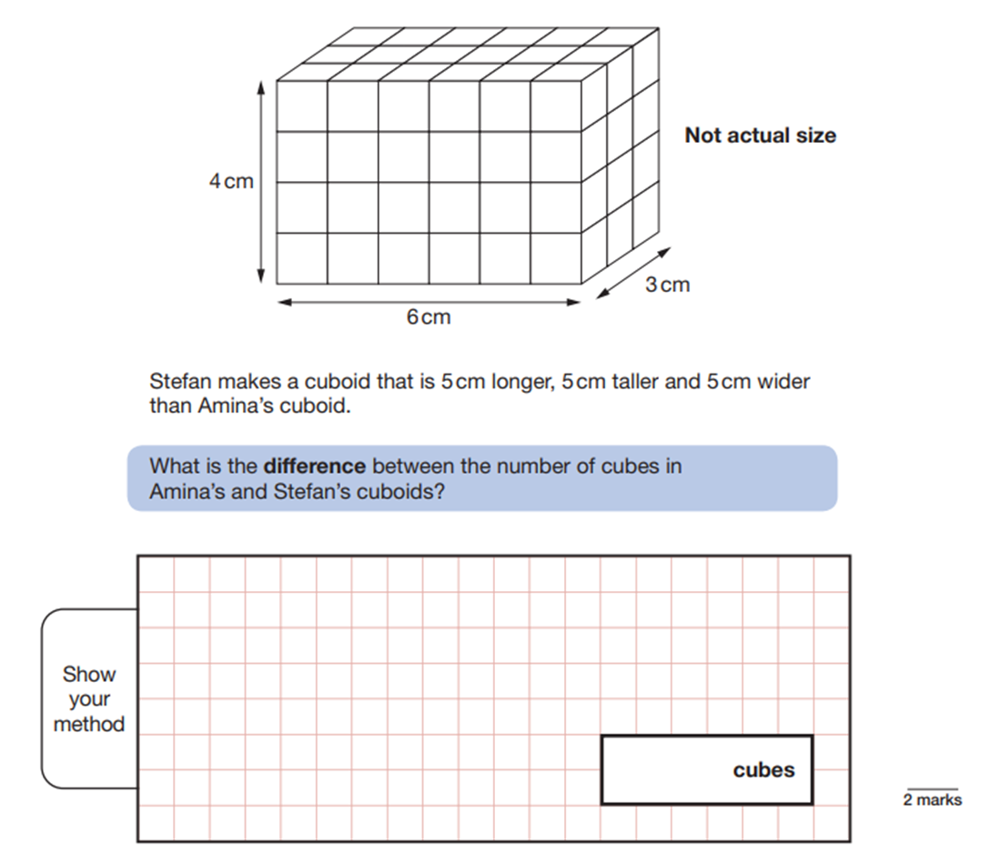 Not actual size
4 cm
3 cm
6 cm
Stefan makes a cuboid that is 5 cm longer, 5 cm taller and 5 cm wider
than Amina’s cuboid.
What is the difference between the number of cubes in
Amina’s and Stefan’s cuboids?
Show
your
method
cubes
2 marks